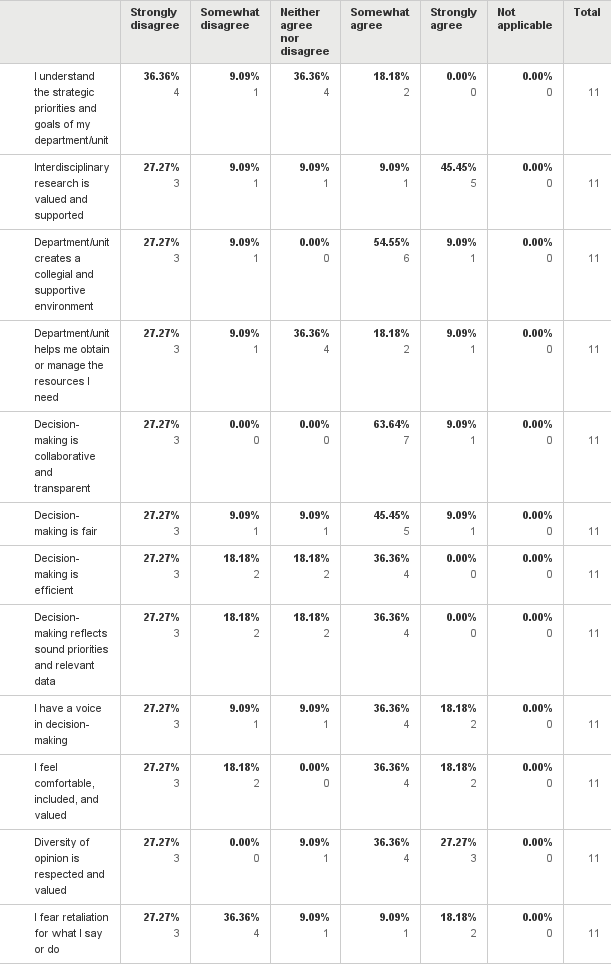 Strongly disagree Somewhat disagree Neither agree nor disagree Somewhat agree Strongly agree Not applicable Total
I understand the strategic priorities and goals of my department/unit 36.36% 4 9.09% 1 36.36% 4 18.18% 2 0.00% 0 0.00% 0 11
Interdisciplinary research is valued and supported 27.27% 3 9.09% 1 9.09% 1 9.09% 1 45.45% 5 0.00% 0 11
Department/unit creates a collegial and supportive environment 27.27% 3 9.09% 1 0.00% 0 54.55% 6 9.09% 1 0.00% 0 11
Department/unit helps me obtain or manage the resources I need 27.27% 3 9.09% 1 36.36% 4 18.18% 2 9.09% 1 0.00% 0 11
Decision-making is collaborative and transparent 27.27% 3 0.00% 0 0.00% 0 63.64% 7 9.09% 1 0.00% 0 11
Decision-making is fair 27.27% 3 9.09% 1 9.09% 1 45.45% 5 9.09% 1 0.00% 0 11
Decision-making is efficient 27.27% 3 18.18% 2 18.18% 2 36.36% 4 0.00% 0 0.00% 0 11
Decision-making reflects sound priorities and relevant data 27.27% 3 18.18% 2 18.18% 2 36.36% 4 0.00% 0 0.00% 0 11
I have a voice in decision-making 27.27% 3 9.09% 1 9.09% 1 36.36% 4 18.18% 2 0.00% 0 11
I feel comfortable, included, and valued 27.27% 3 18.18% 2 0.00% 0 36.36% 4 18.18% 2 0.00% 0 11
Diversity of opinion is respected and valued 27.27% 3 0.00% 0 9.09% 1 36.36% 4 27.27% 3 0.00% 0 11
I fear retaliation for what I say or do 27.27% 3 36.36% 4 9.09% 1 9.09% 1 18.18% 2 0.00% 0 11